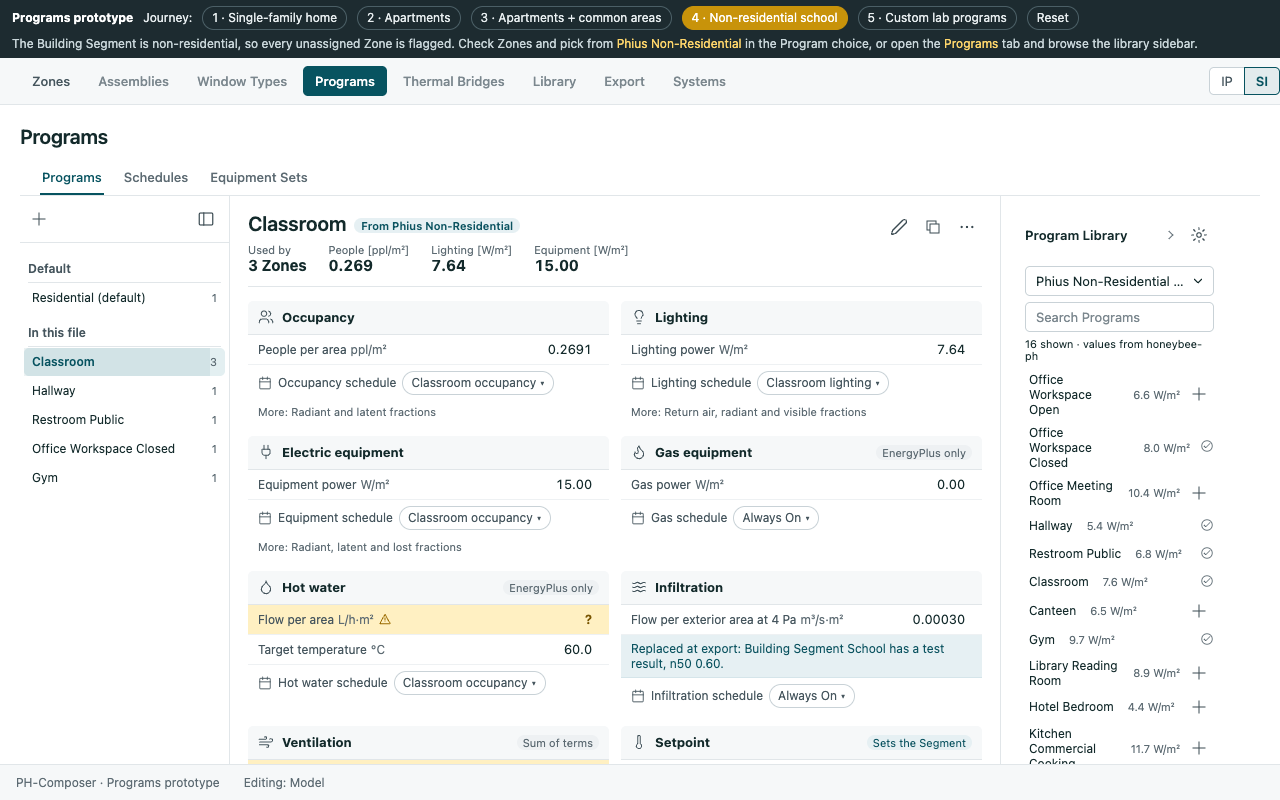 Programs prototype Journey: 1 · Single-family home 2 · Apartments 3 · Apartments + common areas 4 · Non-residential school 5 · Custom lab programs Reset
The Building Segment is non-residential, so every unassigned Zone is flagged. Check Zones and pick from Phius Non-Residential in the Program choice, or open the Programs tab and browse the library sidebar.
Zones Assemblies Window Types Programs Thermal Bridges Library Export Systems IP SI
Programs
Programs Schedules Equipment Sets
Default
Residential (default) 1
In this file
Classroom 3
Hallway 1
Restroom Public 1
Office Workspace Closed 1
Gym 1
Classroom From Phius Non-Residential
Used by People [ppl/m²] Lighting [W/m²] Equipment [W/m²]
3 Zones 0.269 7.64 15.00
Occupancy
People per area ppl/m² 0.2691
Occupancy schedule Classroom occupancy
More: Radiant and latent fractions
Lighting
Lighting power W/m² 7.64
Lighting schedule Classroom lighting
More: Return air, radiant and visible fractions
Electric equipment
Equipment power W/m² 15.00
Equipment schedule Classroom occupancy
More: Radiant, latent and lost fractions
Gas equipment EnergyPlus only
Gas power W/m² 0.00
Gas schedule Always On
Hot water EnergyPlus only
Flow per area L/h·m² ?
Target temperature °C 60.0
Hot water schedule Classroom occupancy
Infiltration
Flow per exterior area at 4 Pa m³/s·m² 0.00030
Replaced at export: Building Segment School has a test
result, n50 0.60.
Infiltration schedule Always On
Ventilation Sum of terms
Setpoint Sets the Segment
Program Library
Phius Non-Residential ...
Search Programs
16 shown · values from honeybee-
ph
Office
Workspace
Open 6.6 W/m²
Office
Workspace
Closed 8.0 W/m²
Office Meeting
Room 10.4 W/m²
Hallway 5.4 W/m²
Restroom Public 6.8 W/m²
Classroom 7.6 W/m²
Canteen 6.5 W/m²
Gym 9.7 W/m²
Library Reading
Room 8.9 W/m²
Hotel Bedroom 4.4 W/m²
Kitchen
Commercial
Cooking 11.7 W/m²
PH-Composer · Programs prototype Editing: Model